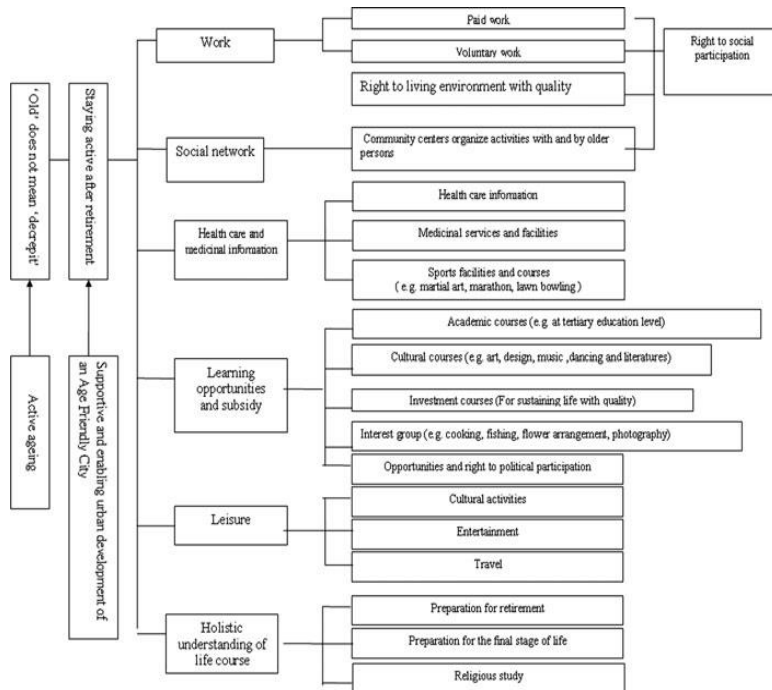 'Old' does not mean 'decrepit'
Active ageing
Staying active after retirement
Supportive and enabling urban development of
an Age Friendly City
Work
Paid work
Voluntary work
Right to social
participation
Right to living environment with quality
Social network
Community centers organize activities with and by older
persons
Health care and
medicinal information
Health care information
Medicinal services and facilities
Sports facilities and courses
( e.g. martial art, marathon, lawn bowling )
Learning
opportunities
and subsidy
Academic courses (e.g. at tertiary education level)
Cultural courses (e.g. art, design, music ,dancing and literatures)
Investment courses (For sustaining life with quality)
Interest group (e.g. cooking, fishing, flower arrangement, photography)
Opportunities and right to political participation
Leisure
Cultural activities
Entertainment
Travel
Holistic
understanding of
life course
Preparation for retirement
Preparation for the final stage of life
Religious study